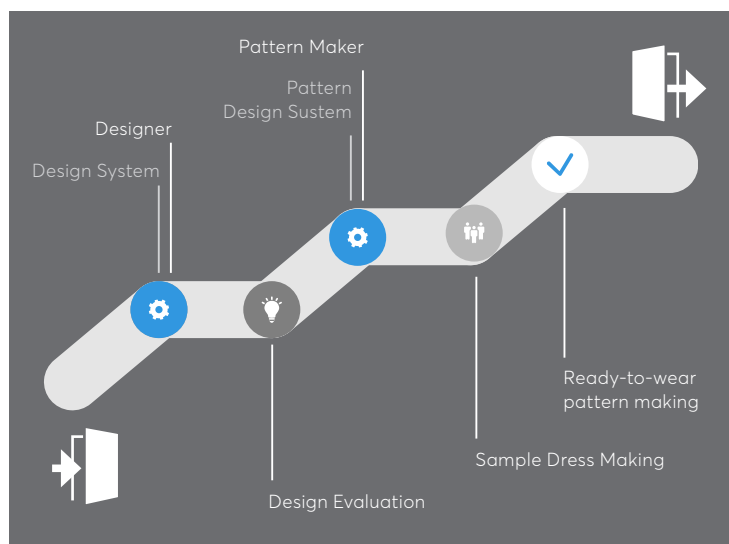 Pattern Maker
Pattern
Design Sustem
Designer
Design System
Ready-to-wear
pattern making
Sample Dress Making
Design Evaluation